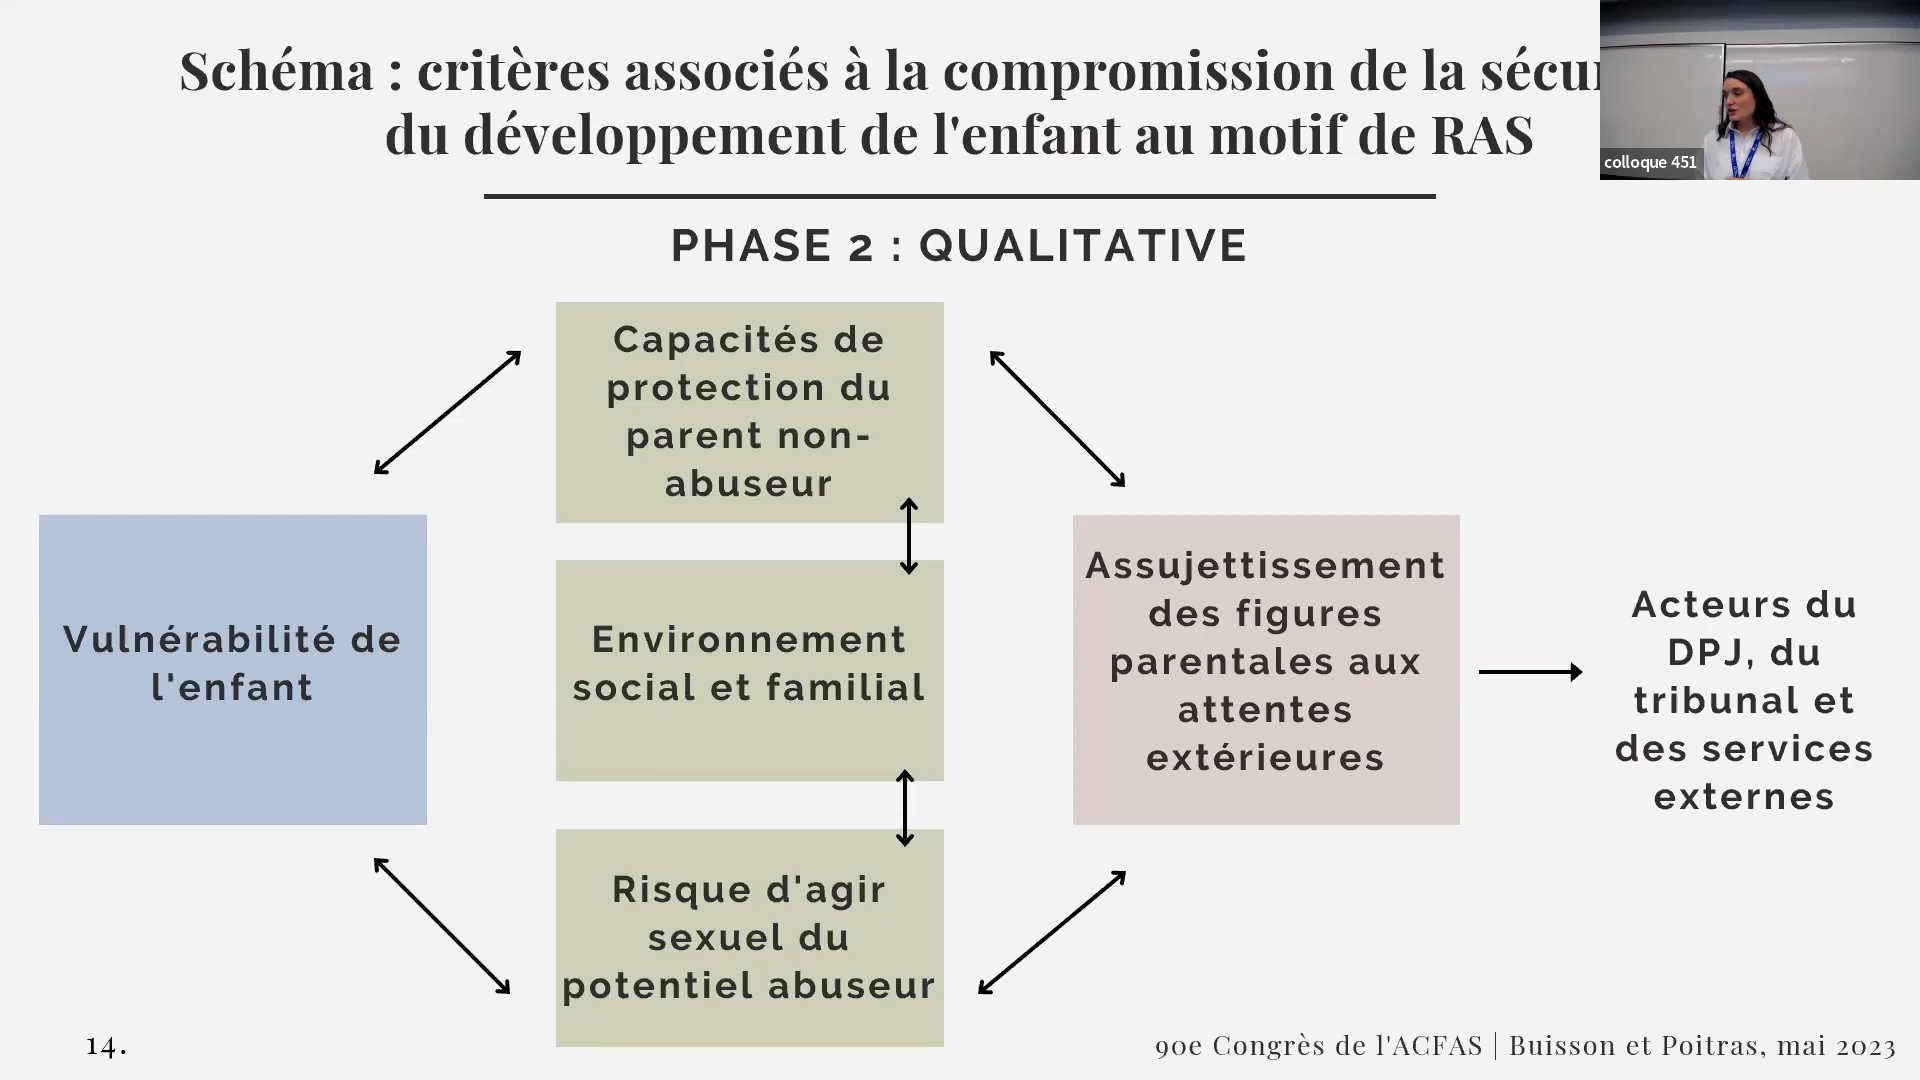 Schéma : critères associés à la compromission de la
du développement de l'enfant au motif de RAS
colloque 451
PHASE 2 : QUALITATIVE
Capacités de
protection du
parent non-
abuseur
Vulnérabilité de
l'enfant
Environnement
social et familial
Assujettissement
des figures
parentales aux
attentes
extérieures
Acteurs du
DPJ, du
tribunal et
des services
externes
Risque d'agir
sexuel du
potentiel abuseur
14.
90e Congrès de l'ACFAS | Buisson et Poitras, mai 2023